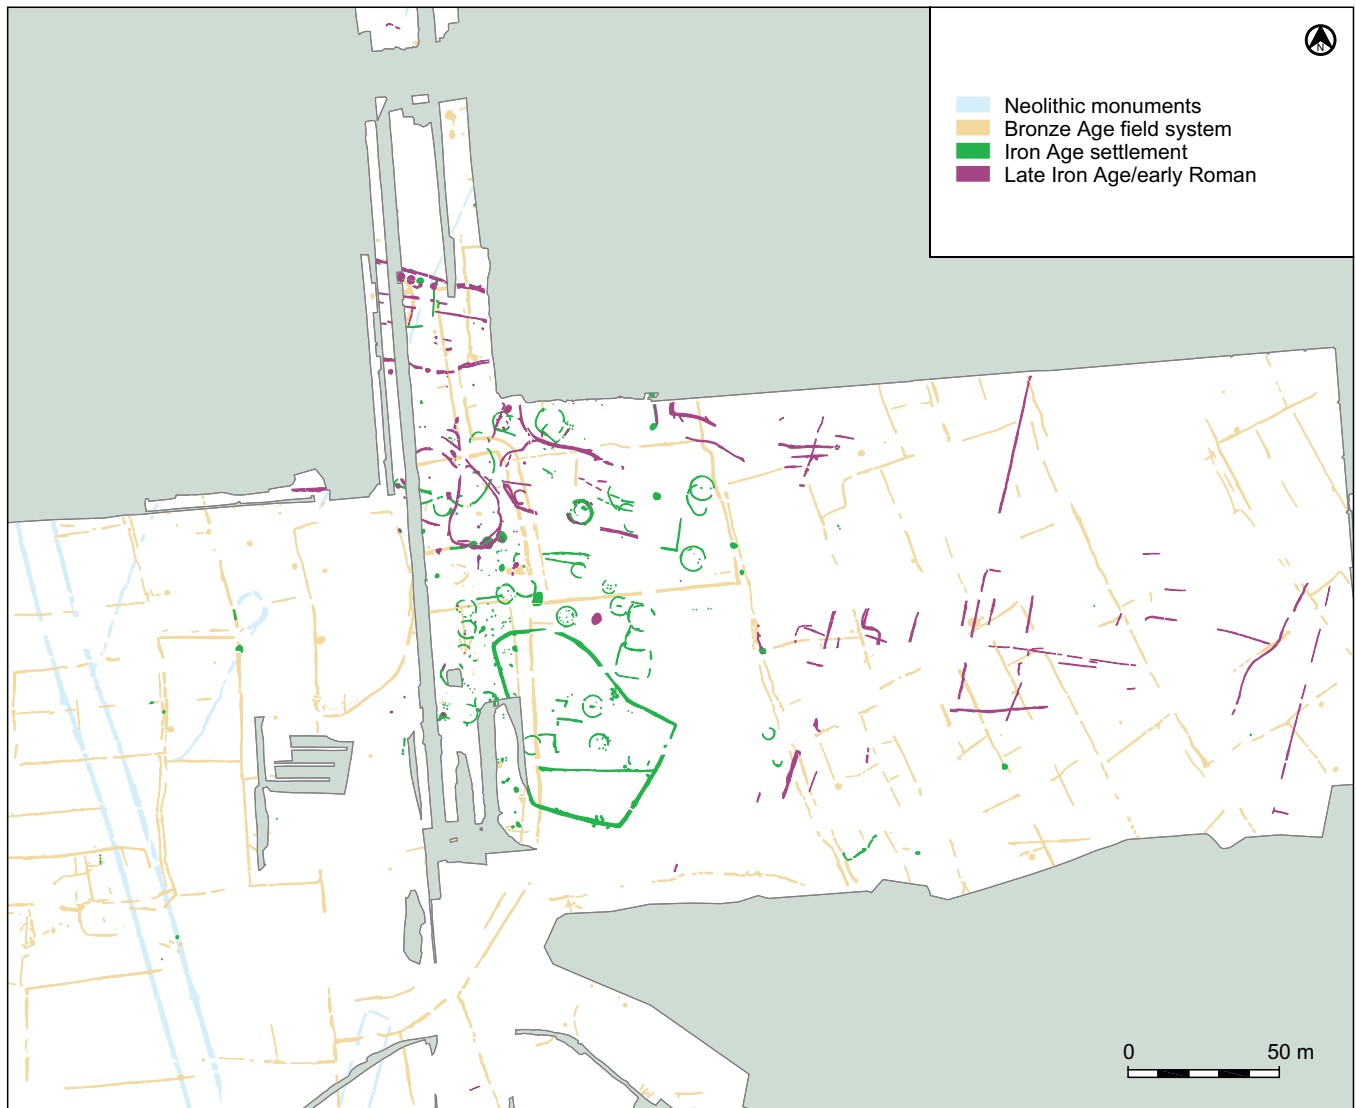 N
Neolithic monuments
Bronze Age field system
Iron Age settlement
Late Iron Age/early Roman
0 50 m